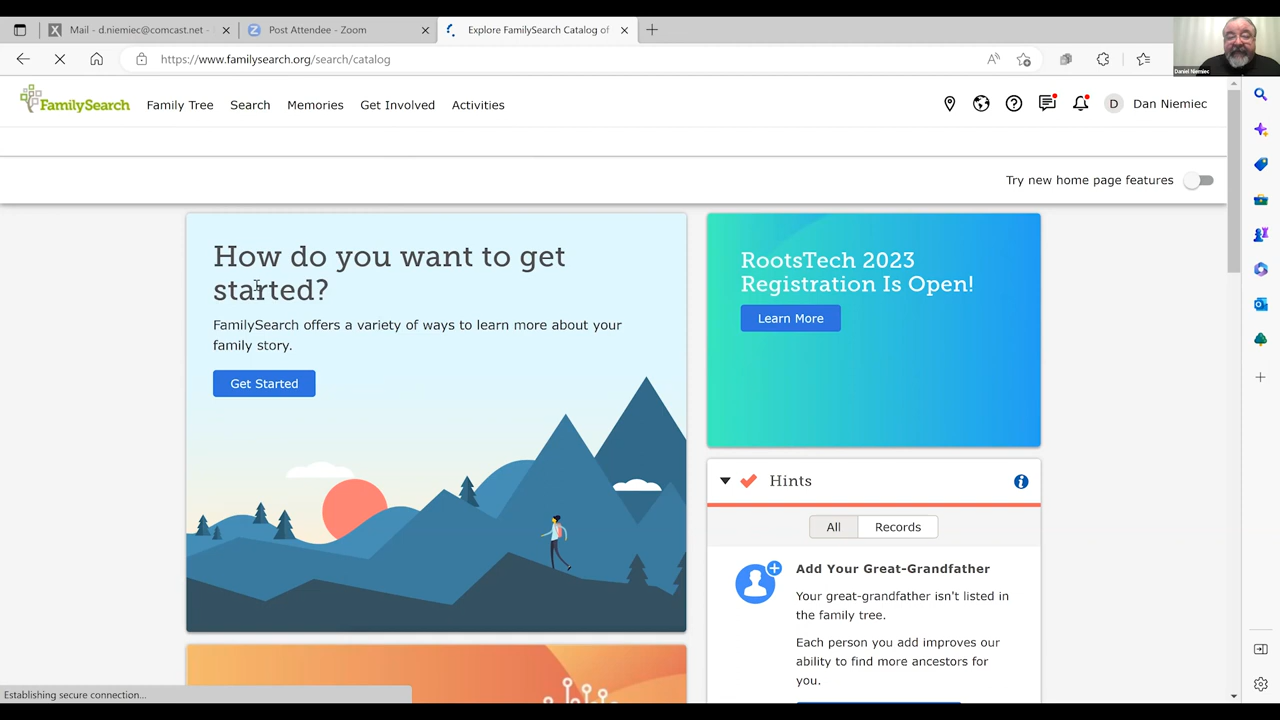 Mail - d.niemiec@comcast.net -
Post Attendee - Zoom
Explore FamilySearch Catalog of
https://www.familysearch.org/search/catalog
Daniel Niemiec
FamilySearch
Family Tree
Search
Memories
Get Involved
Activities
D
Dan Niemiec
Try new home page features
How do you want to get
started?
FamilySearch offers a variety of ways to learn more about your
family story.
Get Started
RootsTech 2023
Registration Is Open!
Learn More
Hints
All
Records
Add Your Great-Grandfather
Your great-grandfather isn't listed in
the family tree.
Each person you add improves our
ability to find more ancestors for
you.
Establishing secure connection...